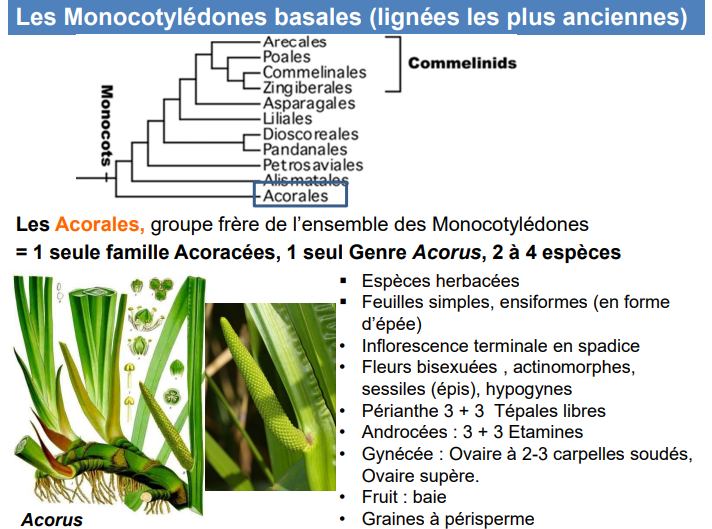 Les Monocotylédones basales (lignées les plus anciennes)
Arecales
Poales
Commelinales
Zingiberales
Commelinids
Asparagales
Liliales
Dioscoreales
Pandanales
Petrosaviales
Alismatales
Acorales
Monocots
Les Acorales, groupe frère de l'ensemble des Monocotylédones
= 1 seule famille Acoracées, 1 seul Genre Acorus, 2 à 4 espèces
▪ Espèces herbacées
▪ Feuilles simples, ensiformes (en forme
d'épée)
• Inflorescence terminale en spadice
• Fleurs bisexuées , actinomorphes,
sessiles (épis), hypogynes
• Périanthe 3 + 3 Tépales libres
• Androcées : 3 + 3 Etamines
• Gynécée : Ovaire à 2-3 carpelles soudés,
Ovaire supère.
• Fruit : baie
• Graines à périsperme
Acorus